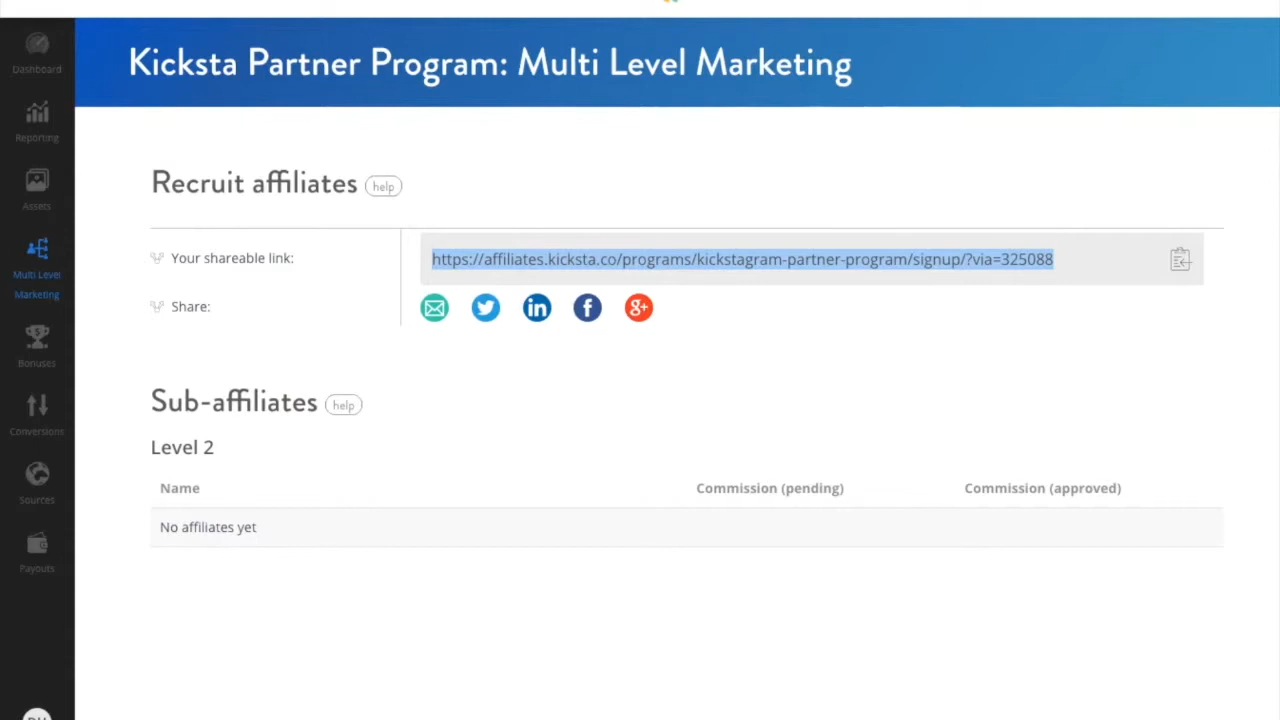 Kicksta Partner Program: Multi Level Marketing
Dashboard
Reporting
Assets
Multi Level
Marketing
Bonuses
Conversions
Sources
Payouts
Recruit affiliates help
Your shareable link: https://affiliates.kicksta.co/programs/kickstagram-partner-program/signup/?via=325088
Share: in f g+
Sub-affiliates help
Level 2
Name Commission (pending) Commission (approved)
No affiliates yet